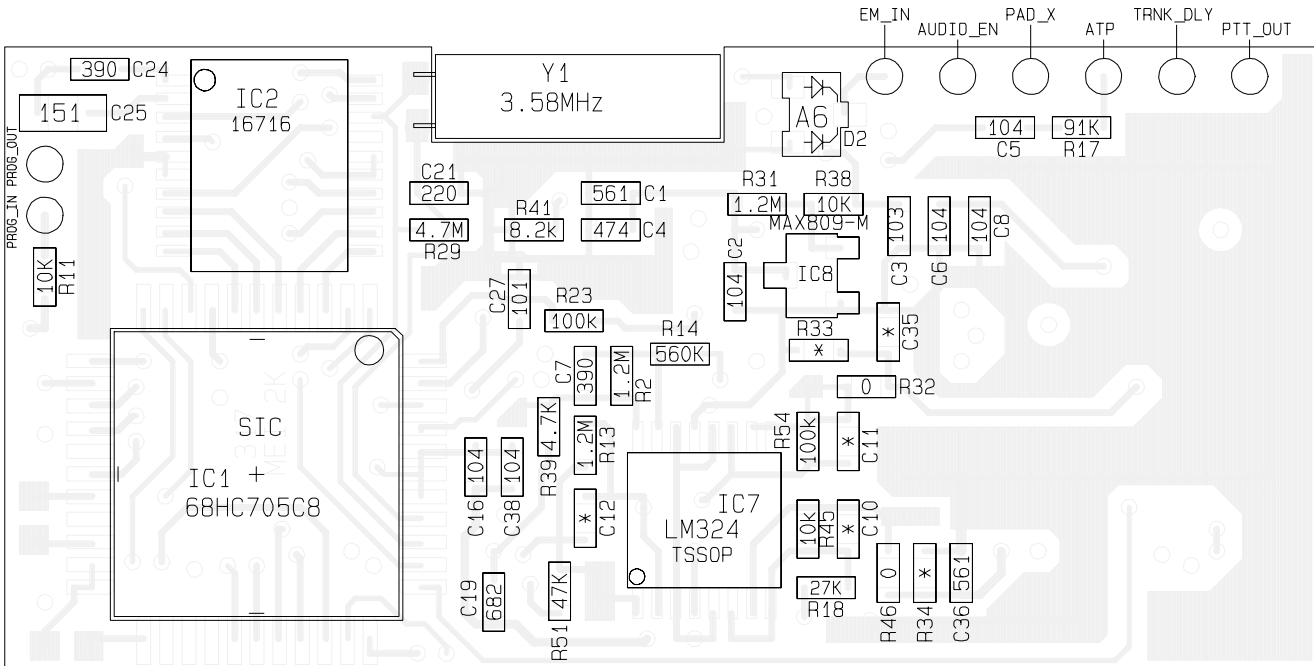 EM_IN
AUDIO_EN
PAD_X
ATP
TRNK_DLY
PTT_OUT
390 C24
151 C25
IC2
16716
Y1
3.58MHz
A6
D2
104
C5
91K
R17
PROG_OUT
PROG_IN
10K
R11
C21
220
4.7M
R29
R41
8.2k
561 C1
474 C4
R31
1.2M
R38
10K
MAX809-M
IC8
C2
104
103
C3
104
C6
104
C8
C27
101
R23
100k
R14
560K
R33
*
*
C35
0 R32
C7
390
1.2M
R2
4.7K
R39
1.2M
R13
*
C12
R54
100K
*
C11
SIC
IC1
68HC705C8
104
C16
104
C38
IC7
LM324
TSSOP
10k
R45
*
C10
27K
R18
C19
682
47K
R51
0
R46
*
R34
561
C36